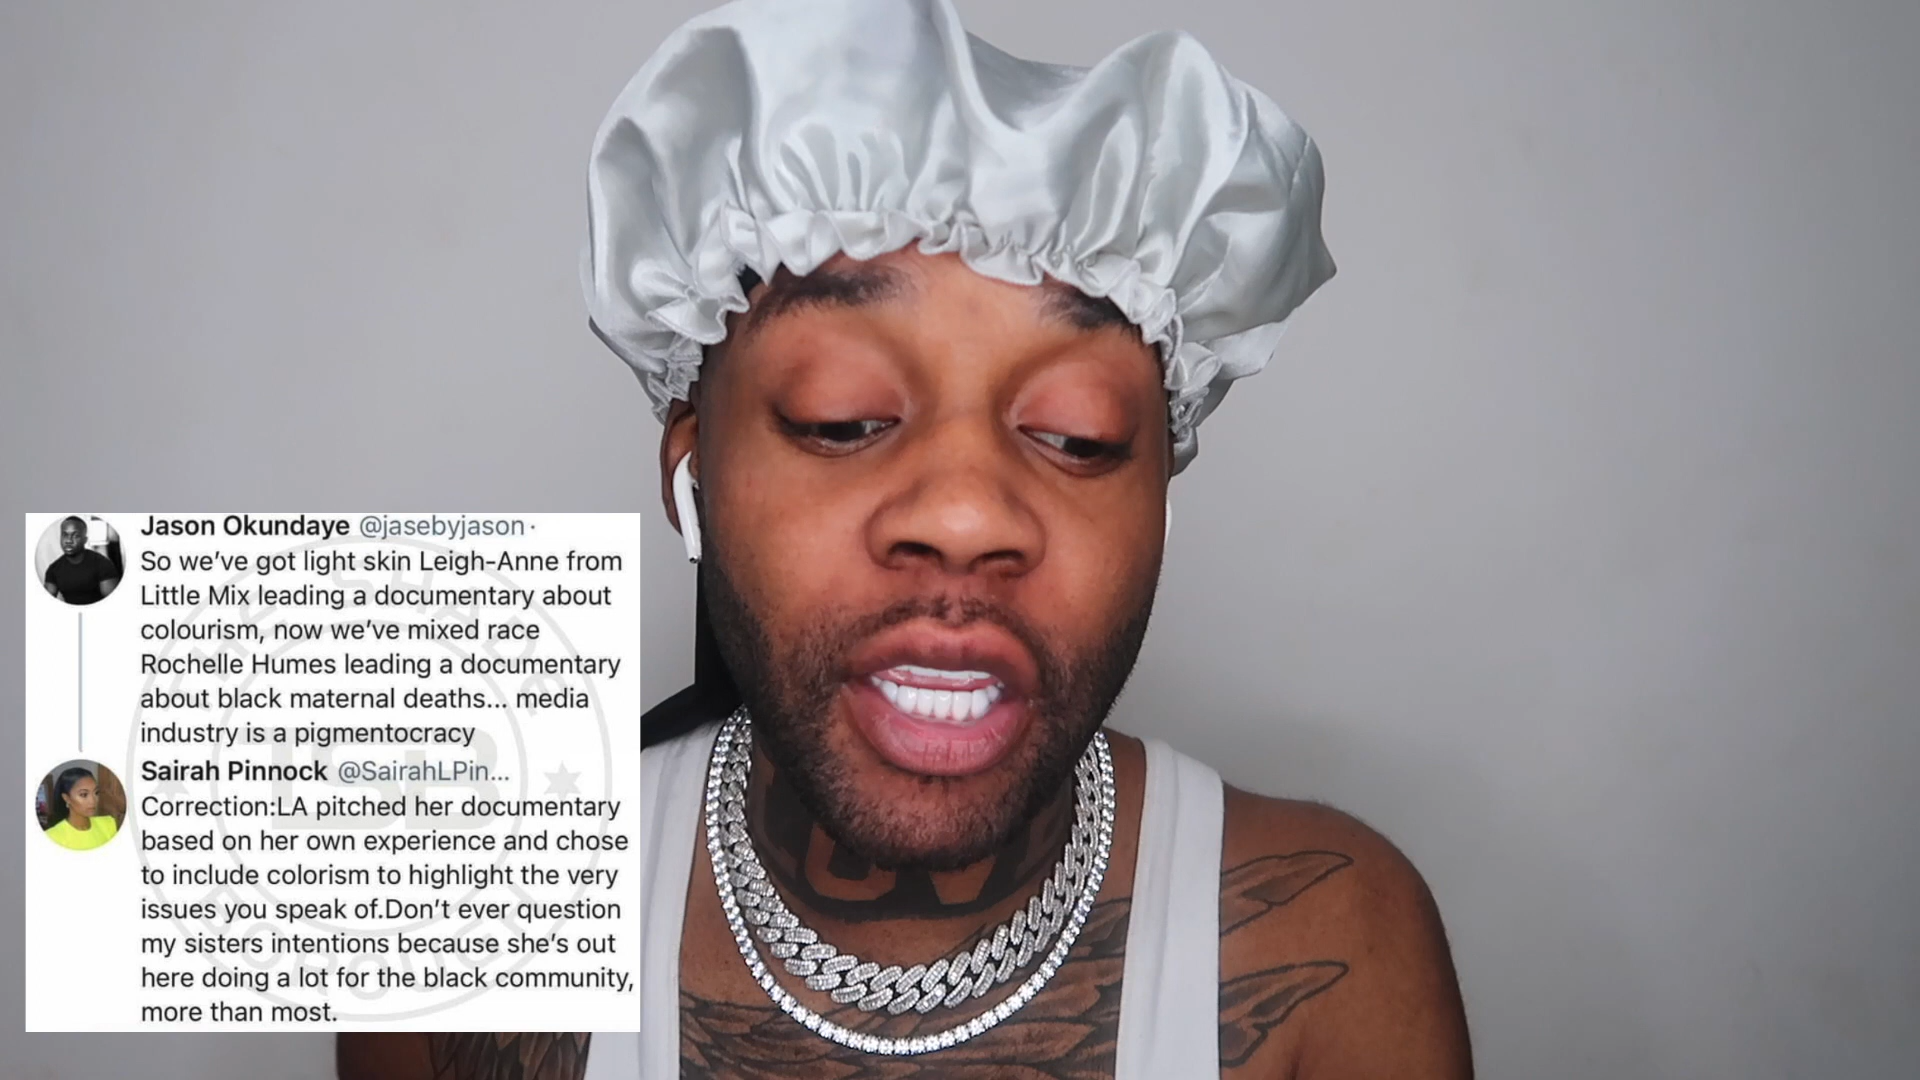 Jason Okundaye @jasebyjason ·
So we've got light skin Leigh-Anne from
Little Mix leading a documentary about
colourism, now we've mixed race
Rochelle Humes leading a documentary
about black maternal deaths... media
industry is a pigmentocracy
Sairah Pinnock @SairahLPin...
Correction:LA pitched her documentary
based on her own experience and chose
to include colorism to highlight the very
issues you speak of.Don't ever question
my sisters intentions because she's out
here doing a lot for the black community,
more than most.
THE SHADE
TSB
BOROUGH